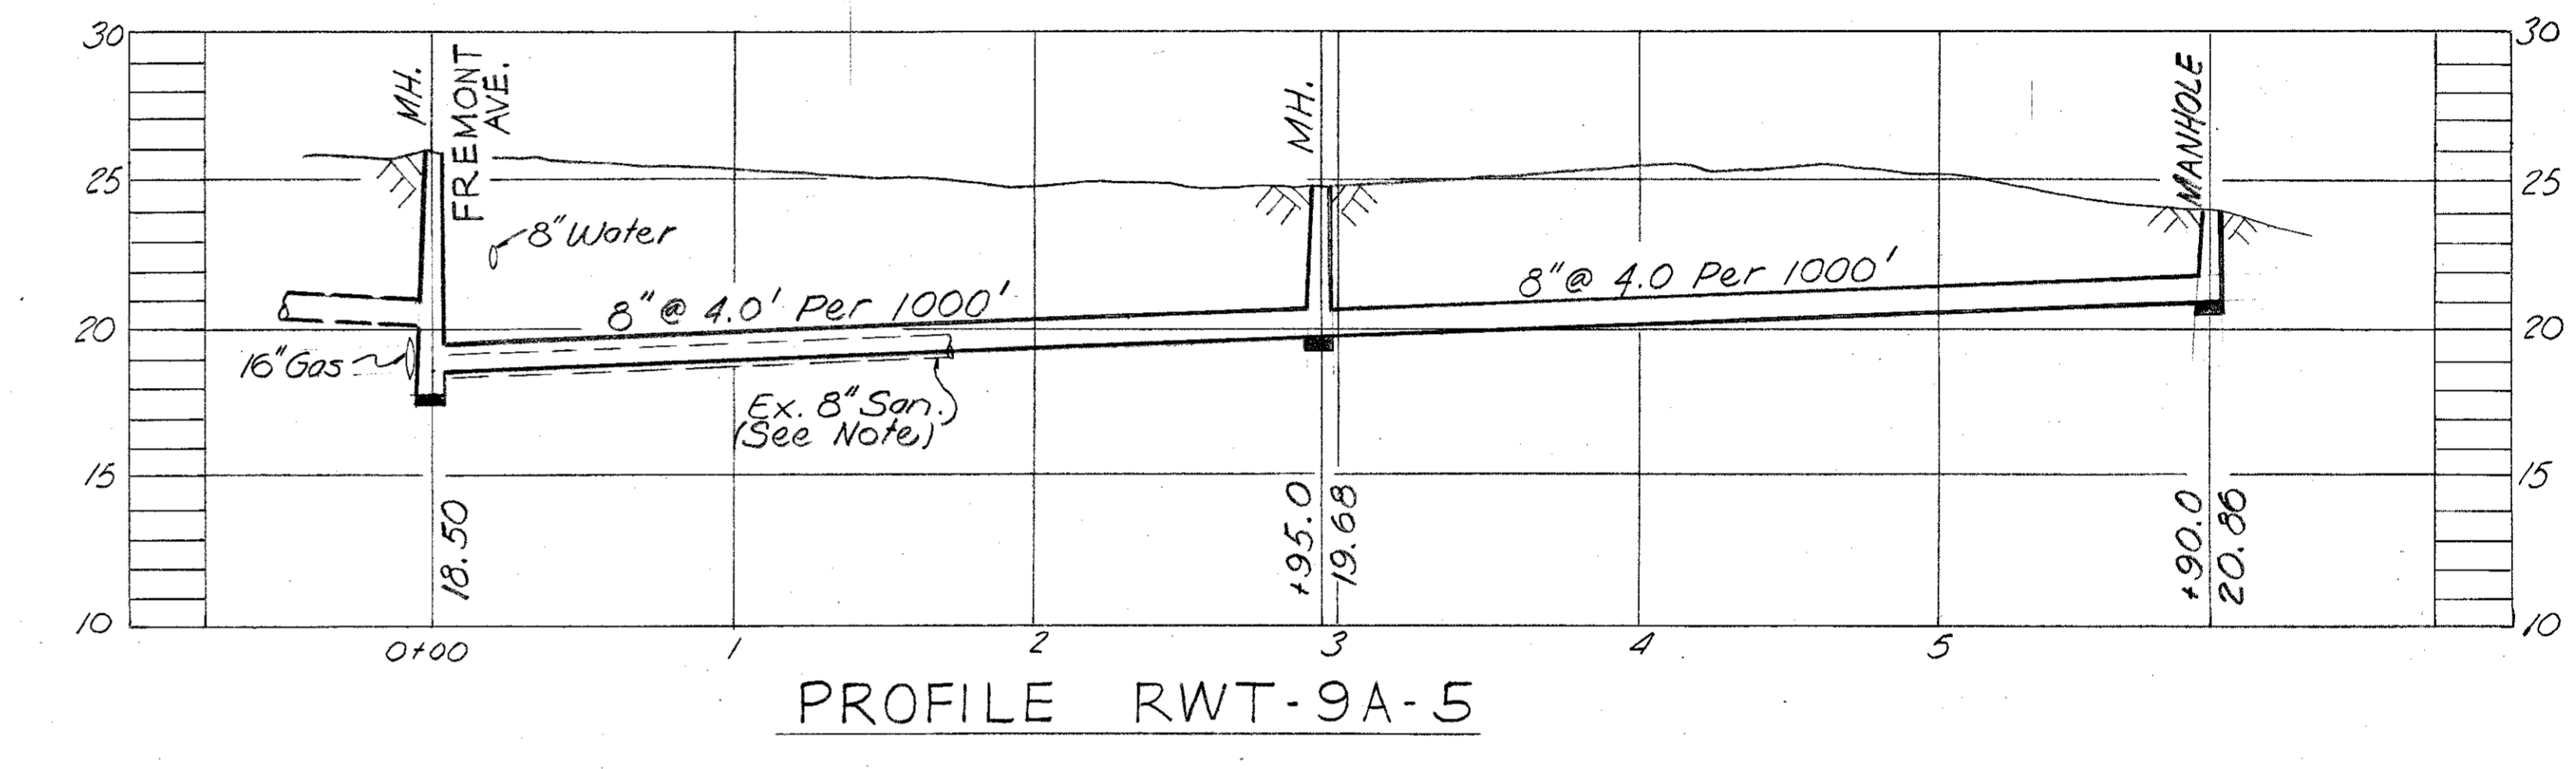 30
30
MH.
FREMONT
AVE.
MH.
MANHOLE
25
25
8" Water
8" @ 4.0' Per 1000'
8" @ 4.0 Per 1000'
20
20
16" Gas
Ex. 8" San.
(See Note)
15
15
18.50
+95.0
19.68
+90.0
20.86
10
10
0+00
1
2
3
4
5
PROFILE RWT-9A-5